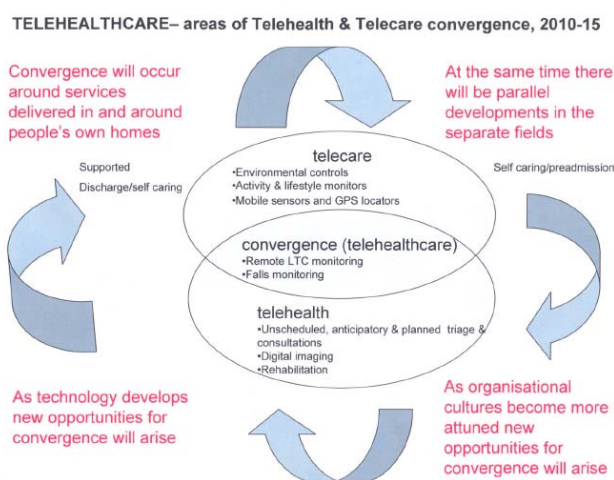 TELEHEALTHCARE– areas of Telehealth & Telecare convergence, 2010-15
Convergence will occur
around services
delivered in and around
people's own homes
At the same time there
will be parallel
developments in the
separate fields
Supported
Discharge/self caring
telecare
•Environmental controls
•Activity & lifestyle monitors
•Mobile sensors and GPS locators
Self caring/preadmission
convergence (telehealthcare)
•Remote LTC monitoring
•Falls monitoring
telehealth
•Unscheduled, anticipatory & planned triage &
consultations
•Digital imaging
•Rehabilitation
As technology develops
new opportunities for
convergence will arise
As organisational
cultures become more
attuned new
opportunities for
convergence will arise